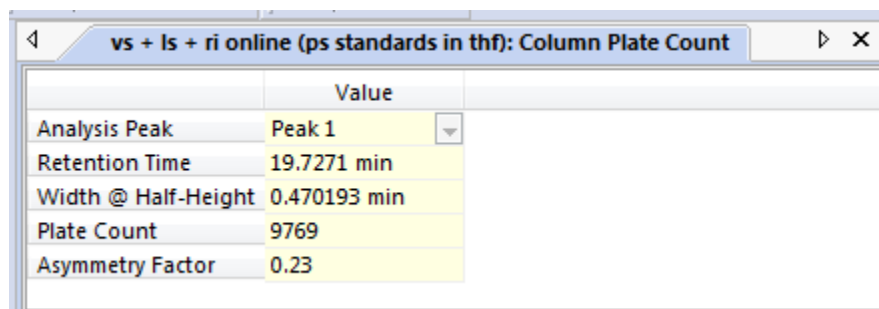 vs + ls + ri online (ps standards in thf): Column Plate Count
Value
Analysis Peak Peak 1
Retention Time 19.7271 min
Width @ Half-Height 0.470193 min
Plate Count 9769
Asymmetry Factor 0.23